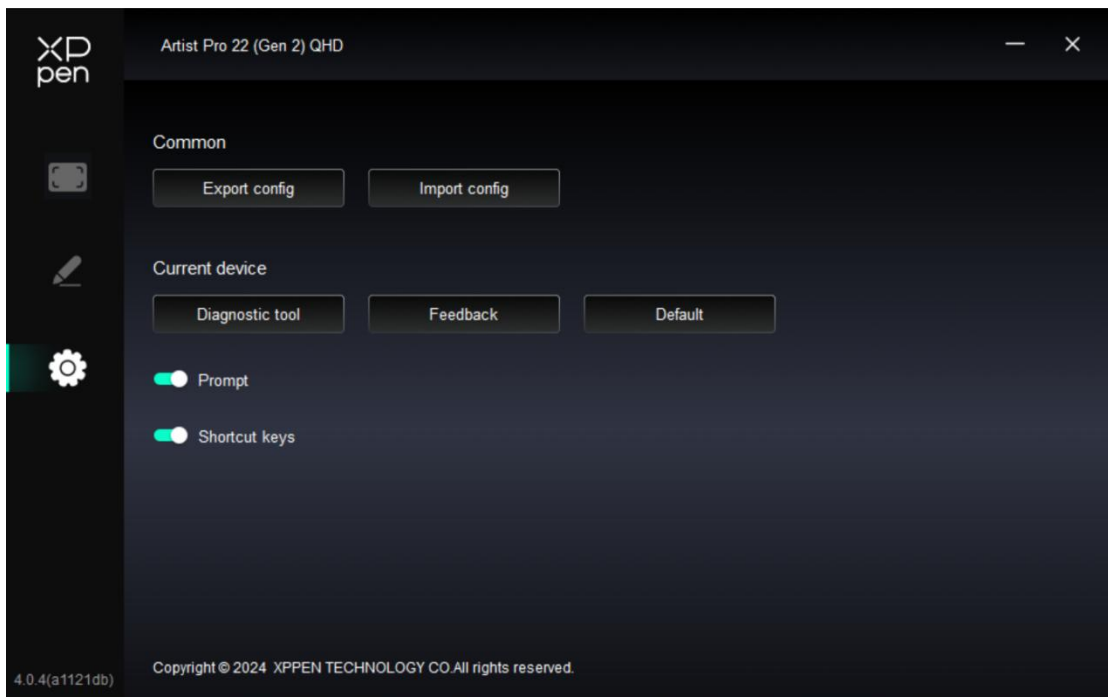 XP
pen
Artist Pro 22 (Gen 2) QHD
Common
Export config
Import config
Current device
Diagnostic tool
Feedback
Default
Prompt
Shortcut keys
Copyright © 2024 XPPEN TECHNOLOGY CO.All rights reserved.
4.0.4(a1121db)